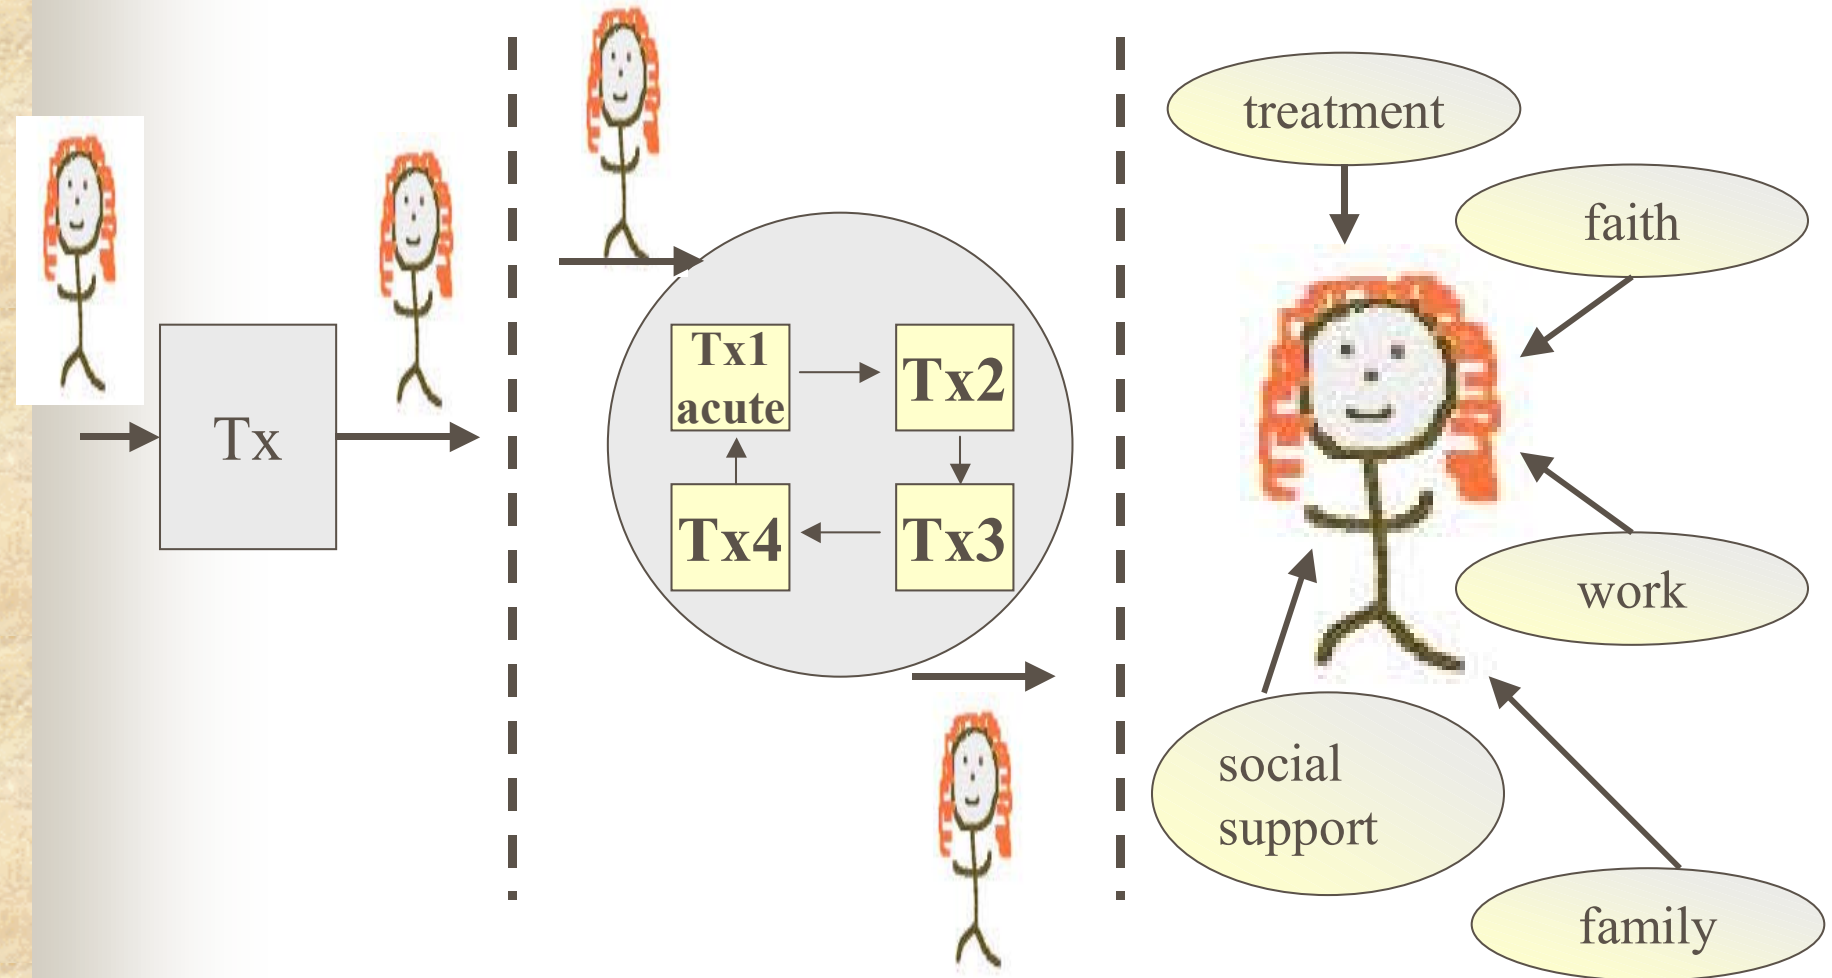 Tx
Tx1
acute
Tx2
Tx4
Tx3
treatment
faith
work
social
support
family